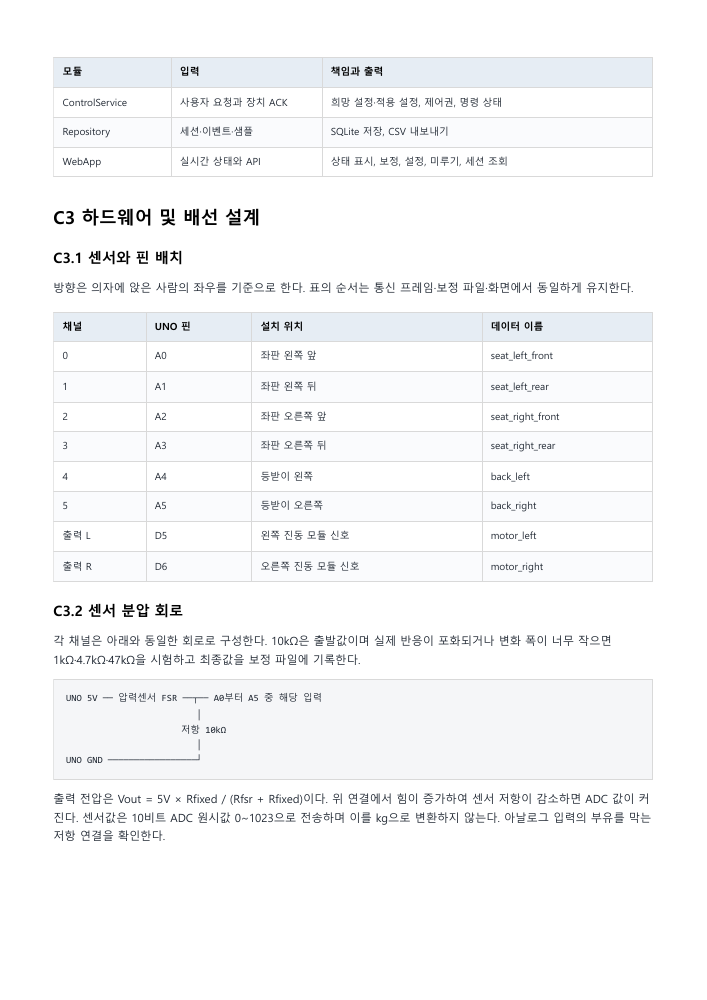 모듈 입력 책임과 출력
ControlService 사용자 요청과 장치 ACK 희망 설정·적용 설정, 제어권, 명령 상태
Repository 세션·이벤트·샘플 SQLite 저장, CSV 내보내기
WebApp 실시간 상태와 API 상태 표시, 보정, 설정, 미루기, 세션 조회
C3 하드웨어 및 배선 설계
C3.1 센서와 핀 배치
방향은 의자에 앉은 사람의 좌우를 기준으로 한다. 표의 순서는 통신 프레임·보정 파일·화면에서 동일하게 유지한다.
채널 UNO 핀 설치 위치 데이터 이름
0 A0 좌판 왼쪽 앞 seat_left_front
1 A1 좌판 왼쪽 뒤 seat_left_rear
2 A2 좌판 오른쪽 앞 seat_right_front
3 A3 좌판 오른쪽 뒤 seat_right_rear
4 A4 등받이 왼쪽 back_left
5 A5 등받이 오른쪽 back_right
출력 L D5 왼쪽 진동 모듈 신호 motor_left
출력 R D6 오른쪽 진동 모듈 신호 motor_right
C3.2 센서 분압 회로
각 채널은 아래와 동일한 회로로 구성한다. 10kΩ은 출발값이며 실제 반응이 포화되거나 변화 폭이 너무 작으면
1kΩ·4.7kΩ·47kΩ을 시험하고 최종값을 보정 파일에 기록한다.
UNO 5V ── 압력센서 FSR ──┬── A0부터 A5 중 해당 입력
│
저항 10kΩ
│
UNO GND ─────────────────┘
출력 전압은 Vout = 5V × Rfixed / (Rfsr + Rfixed)이다. 위 연결에서 힘이 증가하여 센서 저항이 감소하면 ADC 값이 커
진다. 센서값은 10비트 ADC 원시값 0~1023으로 전송하며 이를 kg으로 변환하지 않는다. 아날로그 입력의 부유를 막는
저항 연결을 확인한다.